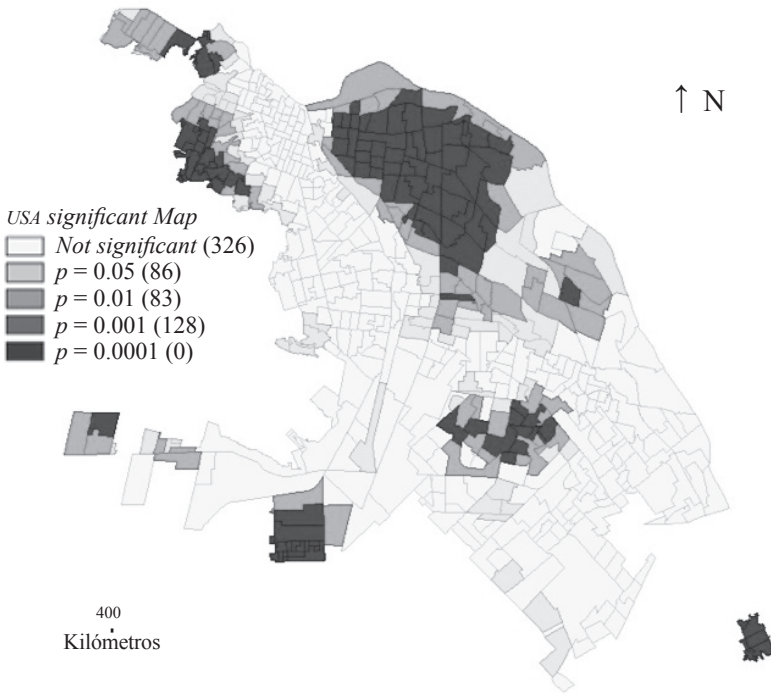 ↑ N
USA significant Map
Not significant (326)
p = 0.05 (86)
p = 0.01 (83)
p = 0.001 (128)
p = 0.0001 (0)
400
Kilómetros